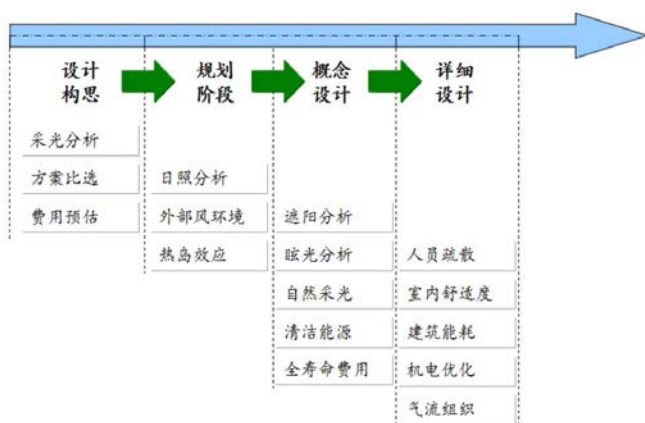 设计
构思
规划
阶段
概念
设计
详细
设计
采光分析
方案比选
费用预估
日照分析
外部风环境
热岛效应
遮阳分析
眩光分析
自然采光
清洁能源
全寿命费用
人员疏散
室内舒适度
建筑能耗
机电优化
气流组织